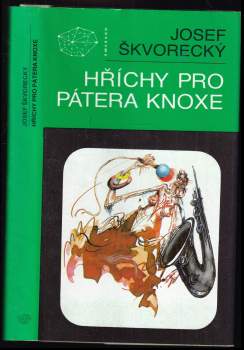 JOSEF
ŠKVORECKÝ
HŘÍCHY PRO
PÁTERA KNOXE
JOSEF ŠKVORECKÝ
HŘÍCHY PRO PÁTERA KNOXE